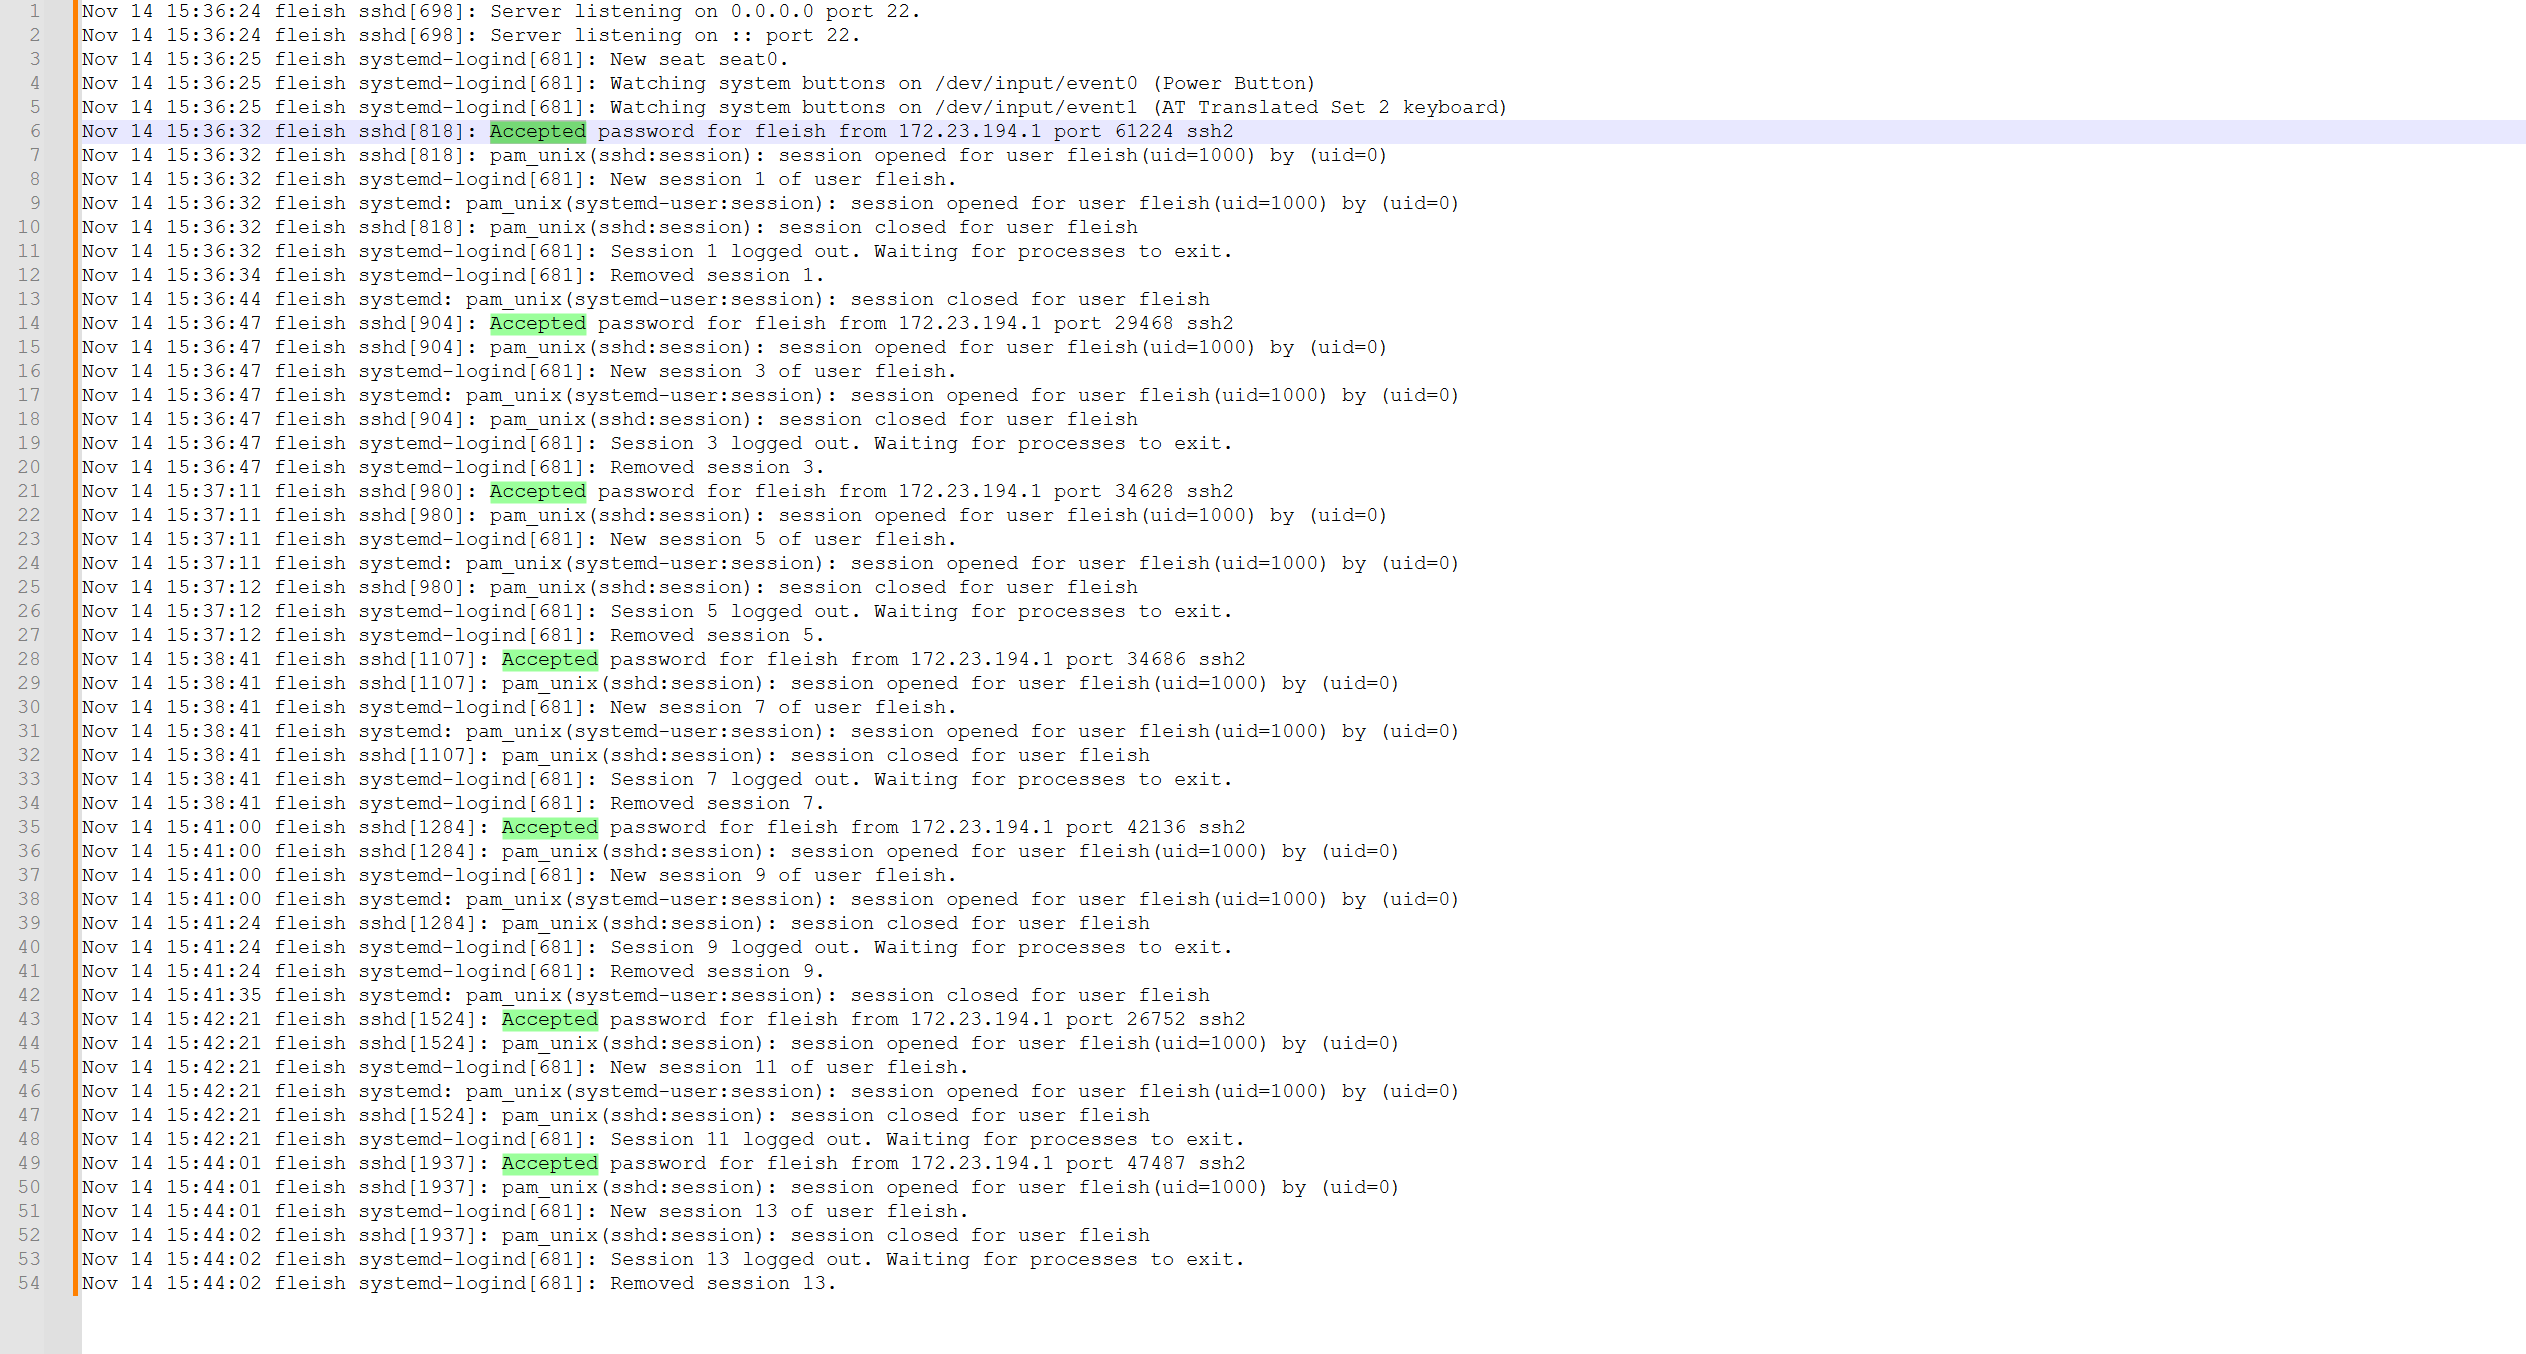 1 Nov 14 15:36:24 fleish sshd[698]: Server listening on 0.0.0.0 port 22.
2 Nov 14 15:36:24 fleish sshd[698]: Server listening on :: port 22.
3 Nov 14 15:36:25 fleish systemd-logind[681]: New seat seat0.
4 Nov 14 15:36:25 fleish systemd-logind[681]: Watching system buttons on /dev/input/event0 (Power Button)
5 Nov 14 15:36:25 fleish systemd-logind[681]: Watching system buttons on /dev/input/event1 (AT Translated Set 2 keyboard)
6 Nov 14 15:36:32 fleish sshd[818]: Accepted password for fleish from 172.23.194.1 port 61224 ssh2
7 Nov 14 15:36:32 fleish sshd[818]: pam_unix(sshd:session): session opened for user fleish(uid=1000) by (uid=0)
8 Nov 14 15:36:32 fleish systemd-logind[681]: New session 1 of user fleish.
9 Nov 14 15:36:32 fleish systemd: pam_unix(systemd-user:session): session opened for user fleish(uid=1000) by (uid=0)
10 Nov 14 15:36:32 fleish sshd[818]: pam_unix(sshd:session): session closed for user fleish
11 Nov 14 15:36:32 fleish systemd-logind[681]: Session 1 logged out. Waiting for processes to exit.
12 Nov 14 15:36:34 fleish systemd-logind[681]: Removed session 1.
13 Nov 14 15:36:44 fleish systemd: pam_unix(systemd-user:session): session closed for user fleish
14 Nov 14 15:36:47 fleish sshd[904]: Accepted password for fleish from 172.23.194.1 port 29468 ssh2
15 Nov 14 15:36:47 fleish sshd[904]: pam_unix(sshd:session): session opened for user fleish(uid=1000) by (uid=0)
16 Nov 14 15:36:47 fleish systemd-logind[681]: New session 3 of user fleish.
17 Nov 14 15:36:47 fleish systemd: pam_unix(systemd-user:session): session opened for user fleish(uid=1000) by (uid=0)
18 Nov 14 15:36:47 fleish sshd[904]: pam_unix(sshd:session): session closed for user fleish
19 Nov 14 15:36:47 fleish systemd-logind[681]: Session 3 logged out. Waiting for processes to exit.
20 Nov 14 15:36:47 fleish systemd-logind[681]: Removed session 3.
21 Nov 14 15:37:11 fleish sshd[980]: Accepted password for fleish from 172.23.194.1 port 34628 ssh2
22 Nov 14 15:37:11 fleish sshd[980]: pam_unix(sshd:session): session opened for user fleish(uid=1000) by (uid=0)
23 Nov 14 15:37:11 fleish systemd-logind[681]: New session 5 of user fleish.
24 Nov 14 15:37:11 fleish systemd: pam_unix(systemd-user:session): session opened for user fleish(uid=1000) by (uid=0)
25 Nov 14 15:37:12 fleish sshd[980]: pam_unix(sshd:session): session closed for user fleish
26 Nov 14 15:37:12 fleish systemd-logind[681]: Session 5 logged out. Waiting for processes to exit.
27 Nov 14 15:37:12 fleish systemd-logind[681]: Removed session 5.
28 Nov 14 15:38:41 fleish sshd[1107]: Accepted password for fleish from 172.23.194.1 port 34686 ssh2
29 Nov 14 15:38:41 fleish sshd[1107]: pam_unix(sshd:session): session opened for user fleish(uid=1000) by (uid=0)
30 Nov 14 15:38:41 fleish systemd-logind[681]: New session 7 of user fleish.
31 Nov 14 15:38:41 fleish systemd: pam_unix(systemd-user:session): session opened for user fleish(uid=1000) by (uid=0)
32 Nov 14 15:38:41 fleish sshd[1107]: pam_unix(sshd:session): session closed for user fleish
33 Nov 14 15:38:41 fleish systemd-logind[681]: Session 7 logged out. Waiting for processes to exit.
34 Nov 14 15:38:41 fleish systemd-logind[681]: Removed session 7.
35 Nov 14 15:41:00 fleish sshd[1284]: Accepted password for fleish from 172.23.194.1 port 42136 ssh2
36 Nov 14 15:41:00 fleish sshd[1284]: pam_unix(sshd:session): session opened for user fleish(uid=1000) by (uid=0)
37 Nov 14 15:41:00 fleish systemd-logind[681]: New session 9 of user fleish.
38 Nov 14 15:41:00 fleish systemd: pam_unix(systemd-user:session): session opened for user fleish(uid=1000) by (uid=0)
39 Nov 14 15:41:24 fleish sshd[1284]: pam_unix(sshd:session): session closed for user fleish
40 Nov 14 15:41:24 fleish systemd-logind[681]: Session 9 logged out. Waiting for processes to exit.
41 Nov 14 15:41:24 fleish systemd-logind[681]: Removed session 9.
42 Nov 14 15:41:35 fleish systemd: pam_unix(systemd-user:session): session closed for user fleish
43 Nov 14 15:42:21 fleish sshd[1524]: Accepted password for fleish from 172.23.194.1 port 26752 ssh2
44 Nov 14 15:42:21 fleish sshd[1524]: pam_unix(sshd:session): session opened for user fleish(uid=1000) by (uid=0)
45 Nov 14 15:42:21 fleish systemd-logind[681]: New session 11 of user fleish.
46 Nov 14 15:42:21 fleish systemd: pam_unix(systemd-user:session): session opened for user fleish(uid=1000) by (uid=0)
47 Nov 14 15:42:21 fleish sshd[1524]: pam_unix(sshd:session): session closed for user fleish
48 Nov 14 15:42:21 fleish systemd-logind[681]: Session 11 logged out. Waiting for processes to exit.
49 Nov 14 15:44:01 fleish sshd[1937]: Accepted password for fleish from 172.23.194.1 port 47487 ssh2
50 Nov 14 15:44:01 fleish sshd[1937]: pam_unix(sshd:session): session opened for user fleish(uid=1000) by (uid=0)
51 Nov 14 15:44:01 fleish systemd-logind[681]: New session 13 of user fleish.
52 Nov 14 15:44:02 fleish sshd[1937]: pam_unix(sshd:session): session closed for user fleish
53 Nov 14 15:44:02 fleish systemd-logind[681]: Session 13 logged out. Waiting for processes to exit.
54 Nov 14 15:44:02 fleish systemd-logind[681]: Removed session 13.